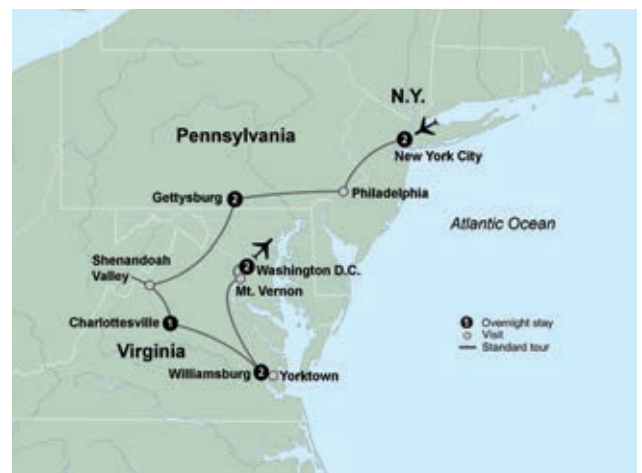 N.Y.
2
New York City
Pennsylvania
Philadelphia
Gettysburg 2
Atlantic Ocean
Shenandoah
Valley
Washington D.C.
Mt. Vernon
Charlottesville 1
Virginia
Williamsburg 2
Yorktown
1 Overnight stay
Visit
Standard tour